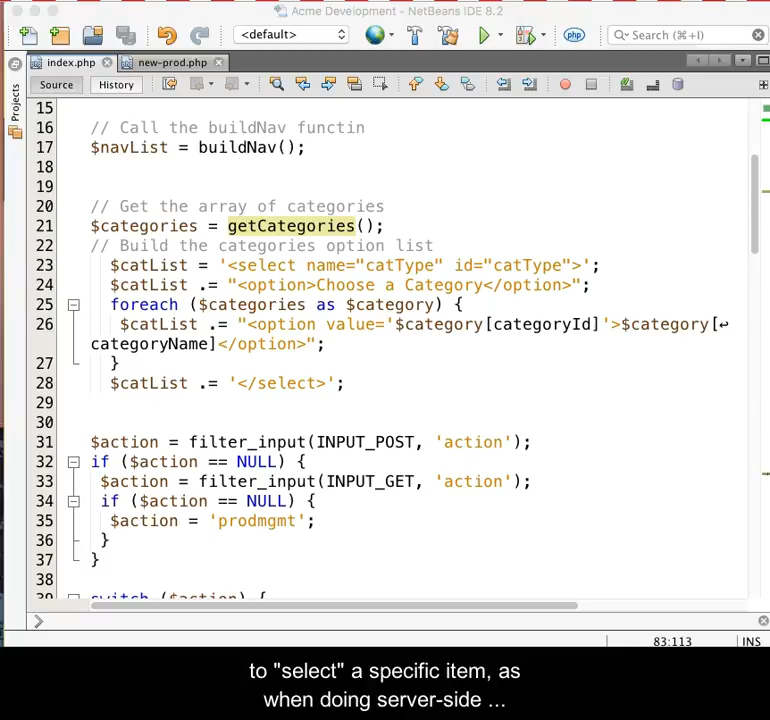 Acme Development - NetBeans IDE 8.2
<default>
php
Search (⌘+I)
index.php
new-prod.php
Source
History
Projects
15
16 // Call the buildNav functin
17 $navList = buildNav();
18
19
20 // Get the array of categories
21 $categories = getCategories();
22 // Build the categories option list
23 $catList = '<select name="catType" id="catType">';
24 $catList .= "<option>Choose a Category</option>";
25 foreach ($categories as $category) {
26 $catList .= "<option value='$category[categoryId]'>$category[↩
categoryName]</option>";
27 }
28 $catList .= '</select>';
29
30
31 $action = filter_input(INPUT_POST, 'action');
32 if ($action == NULL) {
33 $action = filter_input(INPUT_GET, 'action');
34 if ($action == NULL) {
35 $action = 'prodmgmt';
36 }
37 }
38
39 switch ($action) {
83:113
INS
to "select" a specific item, as
when doing server-side ...